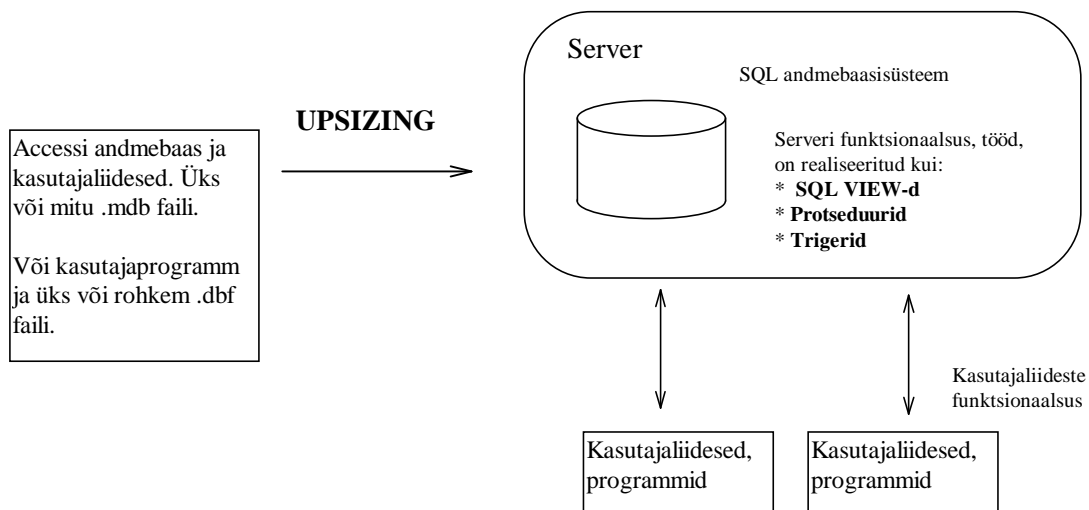 Accessi andmebaas ja
kasutajaliidesed. Üks
või mitu .mdb faili.
Või kasutajaprogramm
ja üks või rohkem .dbf
faili.
UPSIZING
Server
SQL andmebaasisüsteem
Serveri funktsionaalsus, tööd,
on realiseeritud kui:
* SQL VIEW-d
* Protseduurid
* Trigerid
Kasutajaliideste
funktsionaalsus
Kasutajaliidesed,
programmid
Kasutajaliidesed,
programmid